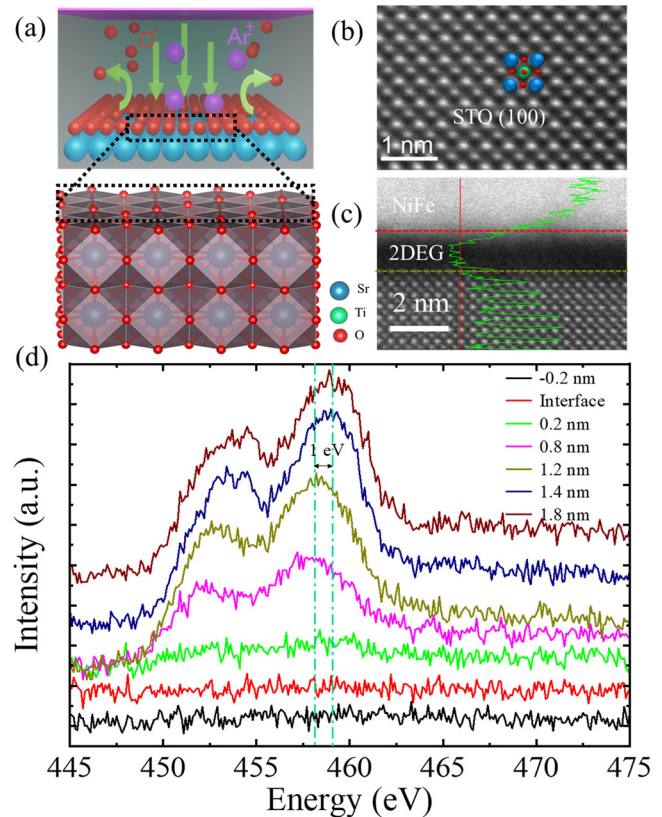 (a)
O⁻
Ar⁺
Sr
Ti
O
(b)
STO (100)
1 nm
(c)
NiFe
2DEG
2 nm
(d)
Intensity (a.u.)
1 eV
-0.2 nm
Interface
0.2 nm
0.8 nm
1.2 nm
1.4 nm
1.8 nm
445 450 455 460 465 470 475
Energy (eV)